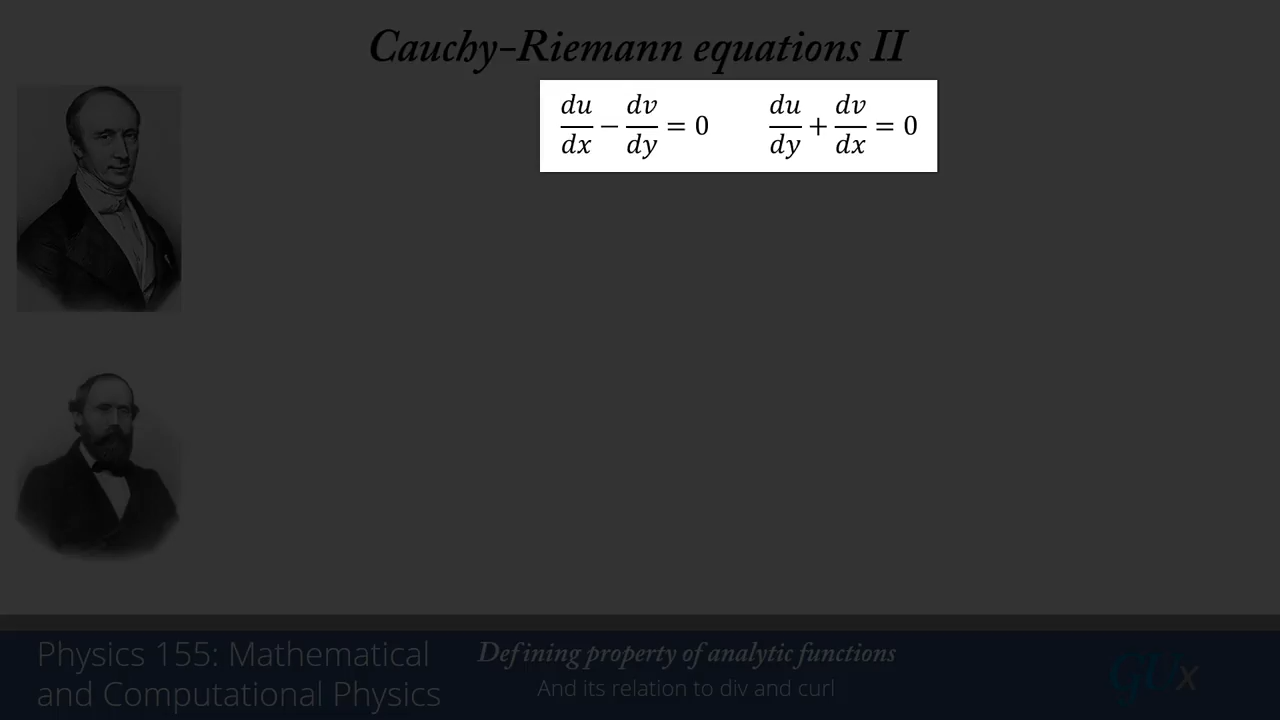 Cauchy-Riemann equations II
du/dx − dv/dy = 0    du/dy + dv/dx = 0
Physics 155: Mathematical
and Computational Physics
Defining property of analytic functions
And its relation to div and curl
GUx